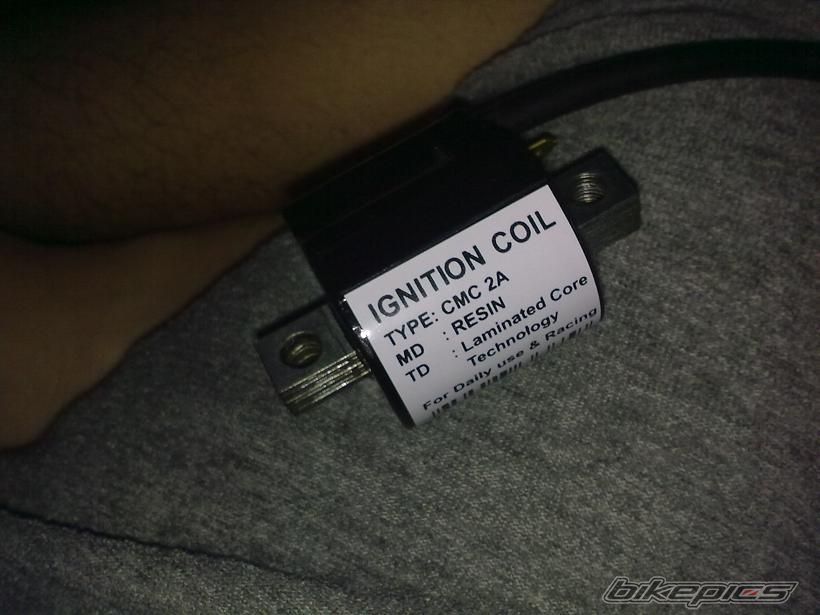 IGNITION COIL
TYPE: CMC 2A
MD : RESIN
TD : Laminated Core
Technology
For Daily use & Racing
bikepics